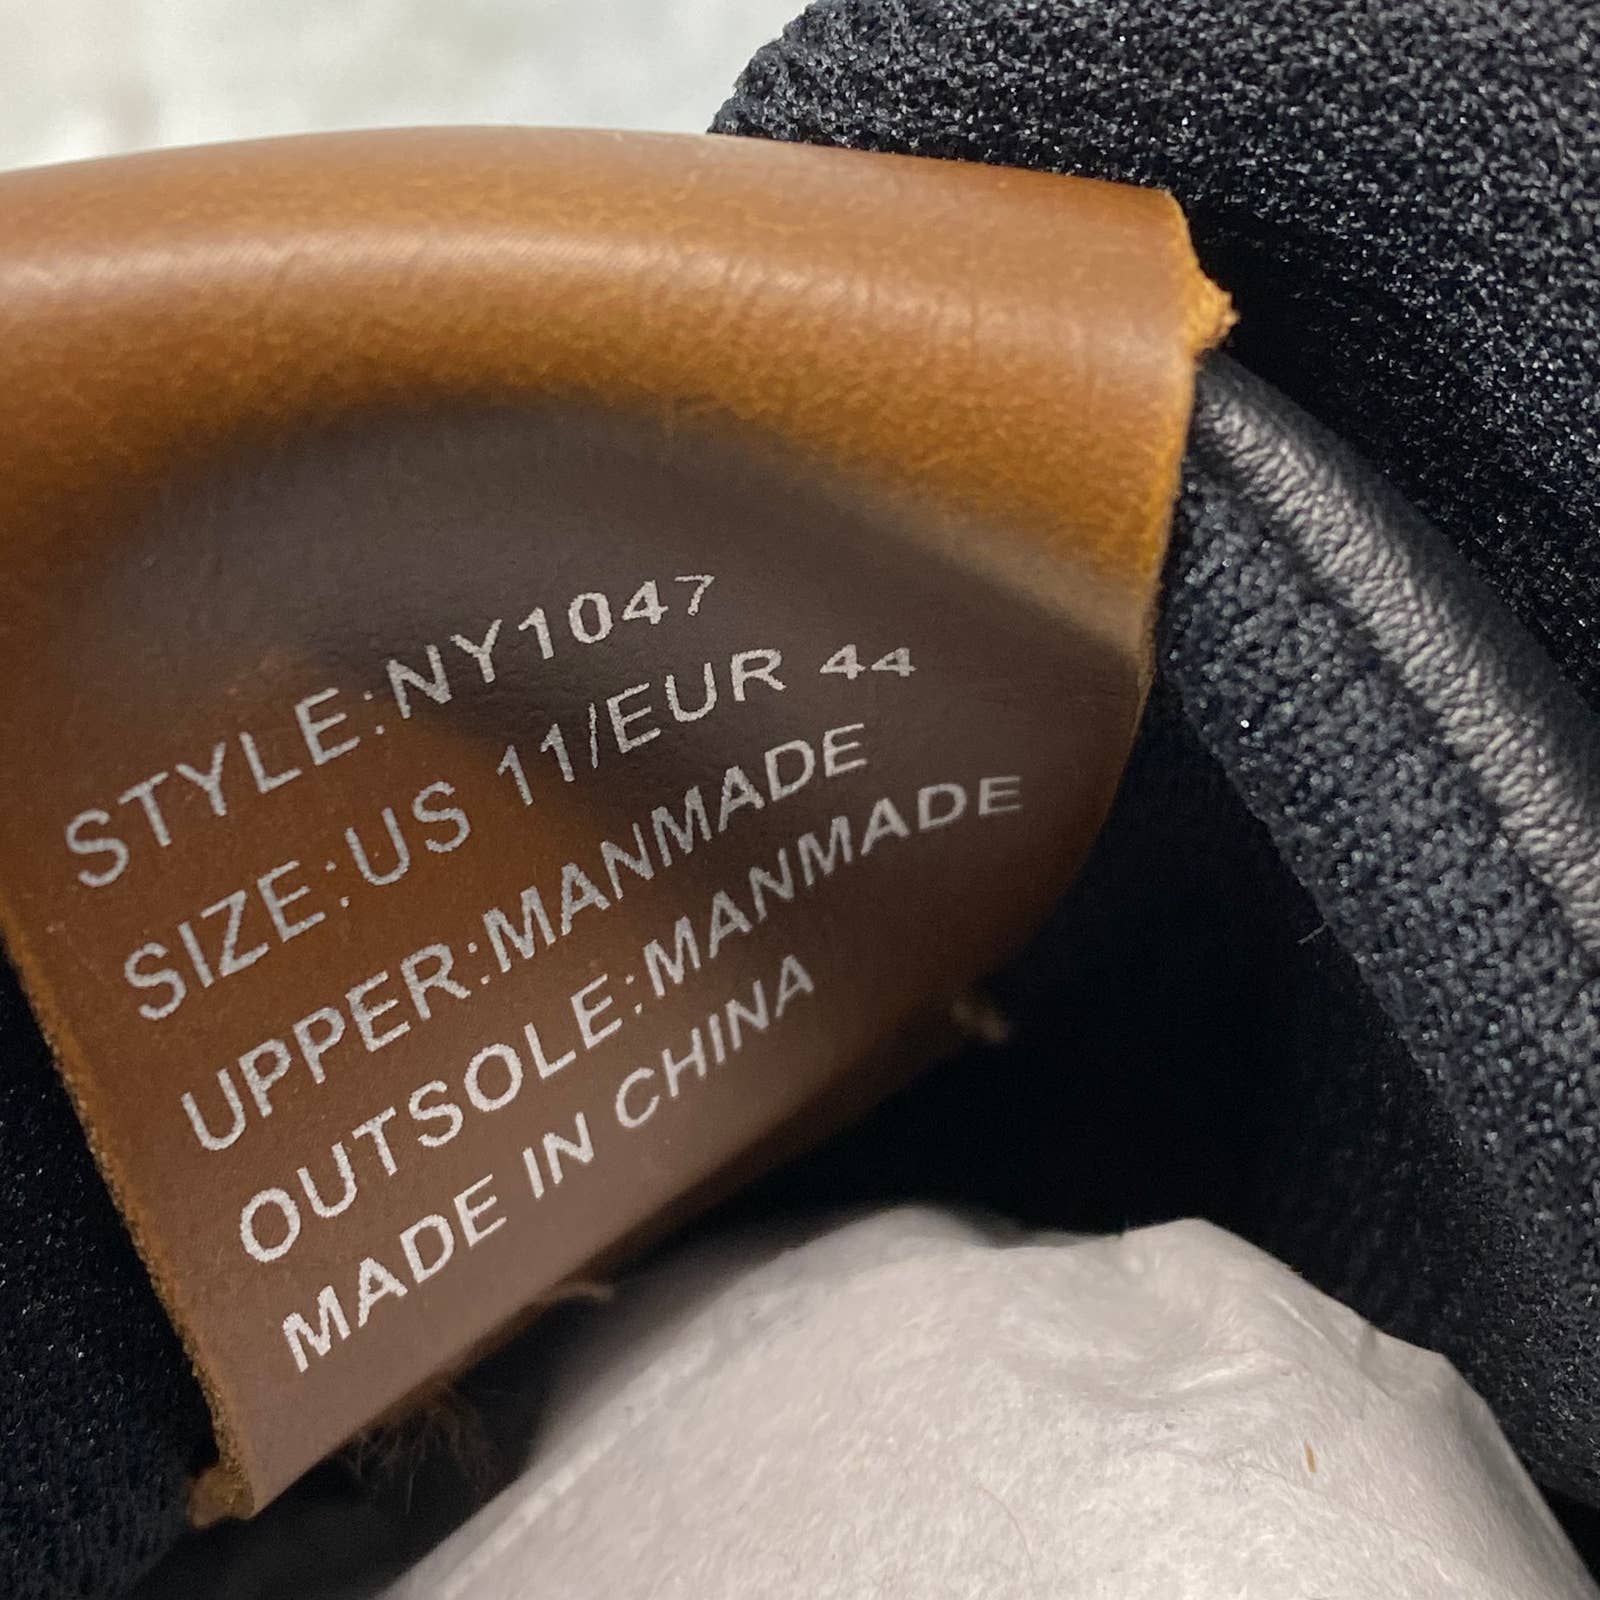 STYLE:NY1047
SIZE:US 11/EUR 44
UPPER:MANMADE
OUTSOLE:MANMADE
MADE IN CHINA